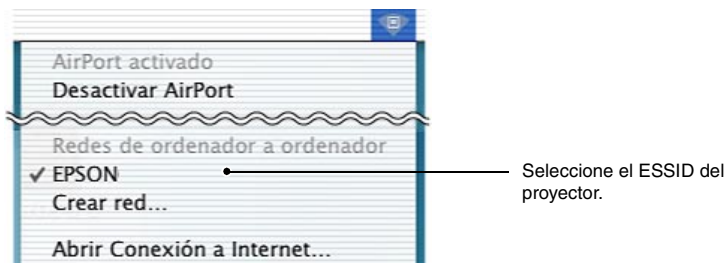 AirPort activado
Desactivar AirPort
Redes de ordenador a ordenador
✓ EPSON
Seleccione el ESSID del
proyector.
Crear red...
Abrir Conexión a Internet...